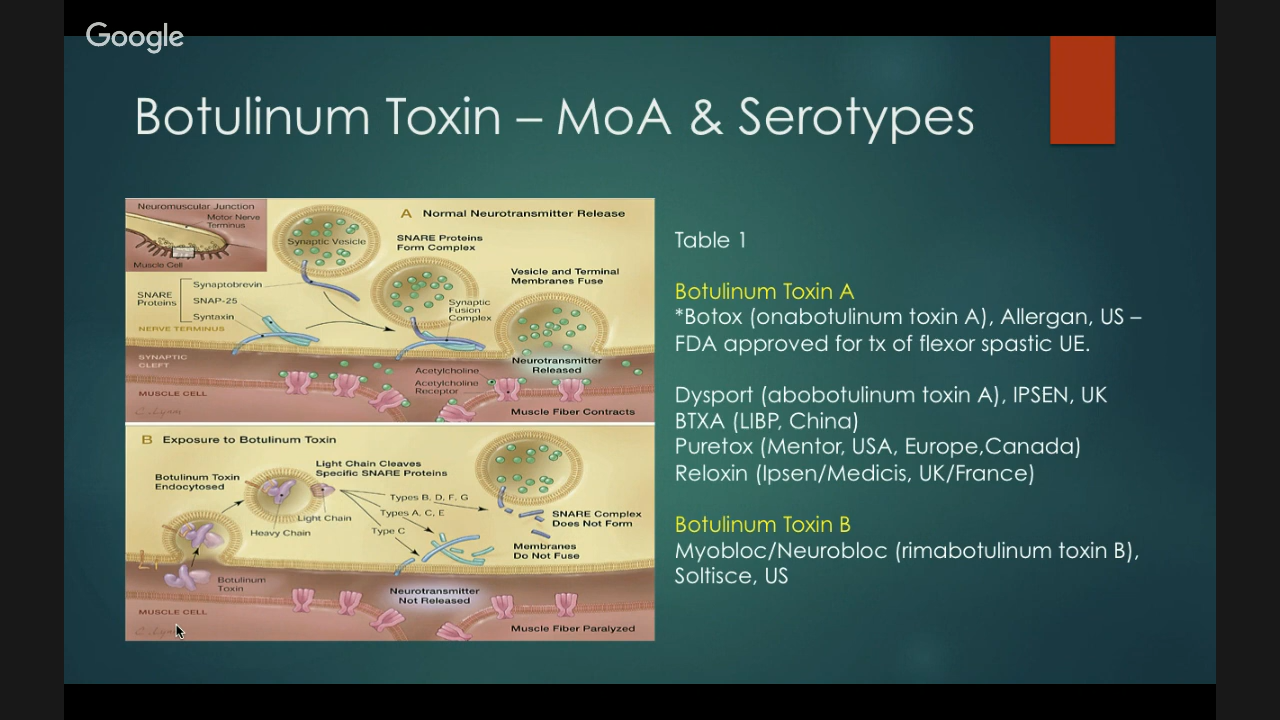 Google
Botulinum Toxin – MoA & Serotypes
Neuromuscular Junction
Motor Nerve
Terminus
Muscle Cell
Synaptic Vesicle
A Normal Neurotransmitter Release
SNARE Proteins
Form Complex
Vesicle and Terminal
Membranes Fuse
SNARE
Proteins
Synaptobrevin
SNAP-25
Syntaxin
Synaptic
Fusion
Complex
NERVE TERMINUS
SYNAPTIC
CLEFT
Neurotransmitter
Released
Acetylcholine
Acetylcholine
Receptor
MUSCLE CELL
Muscle Fiber Contracts
B Exposure to Botulinum Toxin
Light Chain Cleaves
Specific SNARE Proteins
Botulinum Toxin
Endocytosed
Types B, D, F, G
Types A, C, E
Type C
Light Chain
Heavy Chain
SNARE Complex
Does Not Form
Membranes
Do Not Fuse
Botulinum
Toxin
Neurotransmitter
Not Released
MUSCLE CELL
Muscle Fiber Paralyzed
Table 1
Botulinum Toxin A
*Botox (onabotulinum toxin A), Allergan, US –
FDA approved for tx of flexor spastic UE.
Dysport (abobotulinum toxin A), IPSEN, UK
BTXA (LIBP, China)
Puretox (Mentor, USA, Europe,Canada)
Reloxin (Ipsen/Medicis, UK/France)
Botulinum Toxin B
Myobloc/Neurobloc (rimabotulinum toxin B),
Soltisce, US